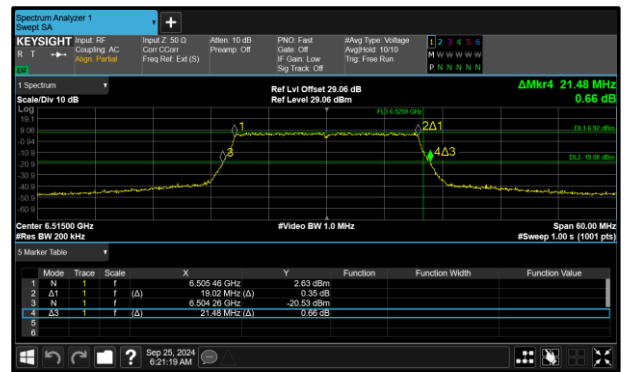 Spectrum Analyzer 1
Swept SA
+
KEYSIGHT Input: RF Input Z: 50 Ω Atten: 10 dB PNO: Fast #Avg Type: Voltage 1 2 3 4 5 6
R T Coupling: AC Corr CCorr Preamp: Off Gate: Off Avg|Hold: 10/10 M W W W W W
Align: Partial Freq Ref: Ext (S) IF Gain: Low Trig: Free Run
Sig Track: Off P N N N N N
1 Spectrum Ref Lvl Offset 29.06 dB ΔMkr4 21.48 MHz
Scale/Div 10 dB Ref Level 29.06 dBm 0.66 dB
Log
19.1 FL3 6.5250 GHz
9.06 1 2Δ1 DL1 6.92 dBm
-0.94
-10.9 3 4Δ3
-20.9 DL2 -19.08 dBm
-30.9
-40.9
-50.9
-60.9
Center 6.51500 GHz #Video BW 1.0 MHz Span 60.00 MHz
#Res BW 200 kHz #Sweep 1.00 s (1001 pts)
5 Marker Table
Mode Trace Scale X Y Function Function Width Function Value
1 N 1 f 6.505 46 GHz 2.63 dBm
2 Δ1 1 f (Δ) 19.02 MHz (Δ) 0.35 dB
3 N 1 f 6.504 26 GHz -20.53 dBm
4 Δ3 1 f (Δ) 21.48 MHz (Δ) 0.66 dB
5
6
? Sep 25, 2024
6:21:19 AM